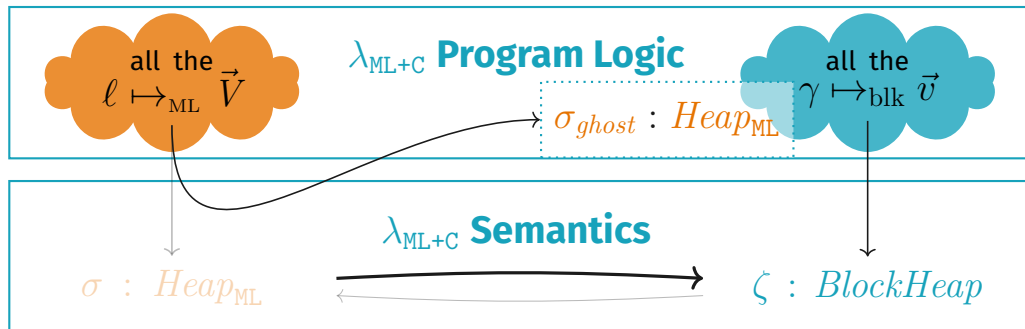 all the
ℓ ↦ML V⃗
λML+C Program Logic
σghost : HeapML
all the
γ ↦blk v⃗
λML+C Semantics
σ : HeapML
ζ : BlockHeap